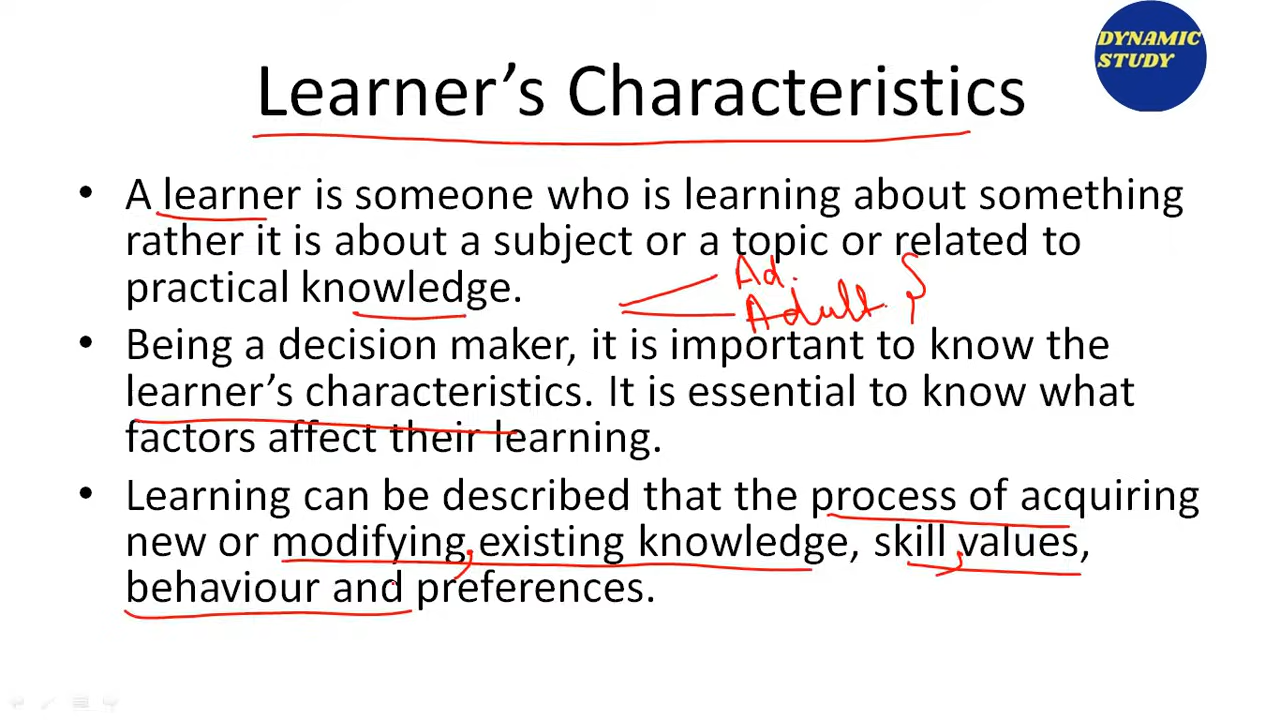 DYNAMIC
STUDY
Learner's Characteristics
• A learner is someone who is learning about something
rather it is about a subject or a topic or related to
practical knowledge.
Ad.
Adult
• Being a decision maker, it is important to know the
learner's characteristics. It is essential to know what
factors affect their learning.
• Learning can be described that the process of acquiring
new or modifying, existing knowledge, skill, values,
behaviour and preferences.